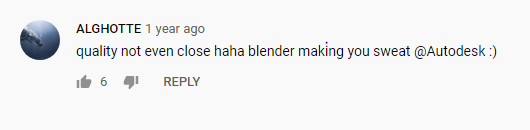 ALGHOTTE 1 year ago
quality not even close haha blender making you sweat @Autodesk :)
6 REPLY